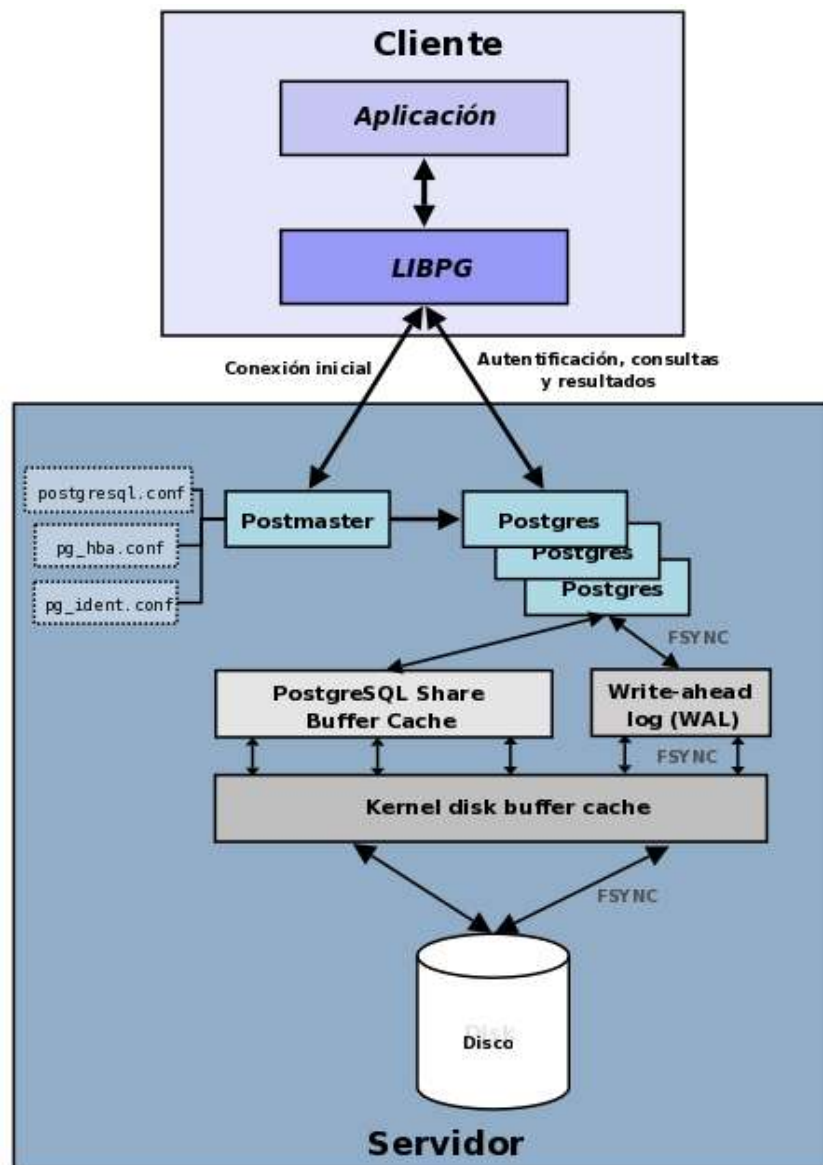 Cliente
Aplicación
LIBPG
Conexión inicial
Autentificación, consultas
y resultados
postgresql.conf
pg_hba.conf
pg_ident.conf
Postmaster
Postgres
Postgres
Postgres
FSYNC
PostgreSQL Share
Buffer Cache
Write-ahead
log (WAL)
FSYNC
Kernel disk buffer cache
FSYNC
Disk
Disco
Servidor